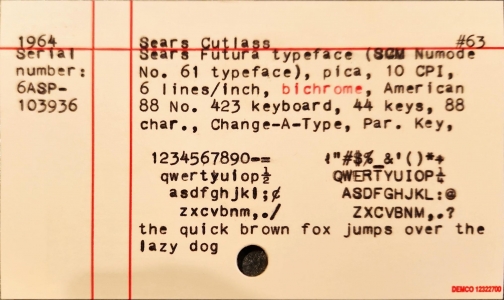 1964 Sears Cutlass #63
Serial Sears Futura typeface (SCM Numode
number: No. 61 typeface), pica, 10 CPI,
6ASP- 6 lines/inch, bichrome, American
103936 88 No. 423 keyboard, 44 keys, 88
char., Change-A-Type, Par. Key,
1234567890-= !"#$%_&'()*+
qwertyuiop½ QWERTYUIOP¼
asdfghjkl;¢ ASDFGHJKL:@
zxcvbnm,./ ZXCVBNM,.?
the quick brown fox jumps over the
lazy dog
DEMCO 12322700